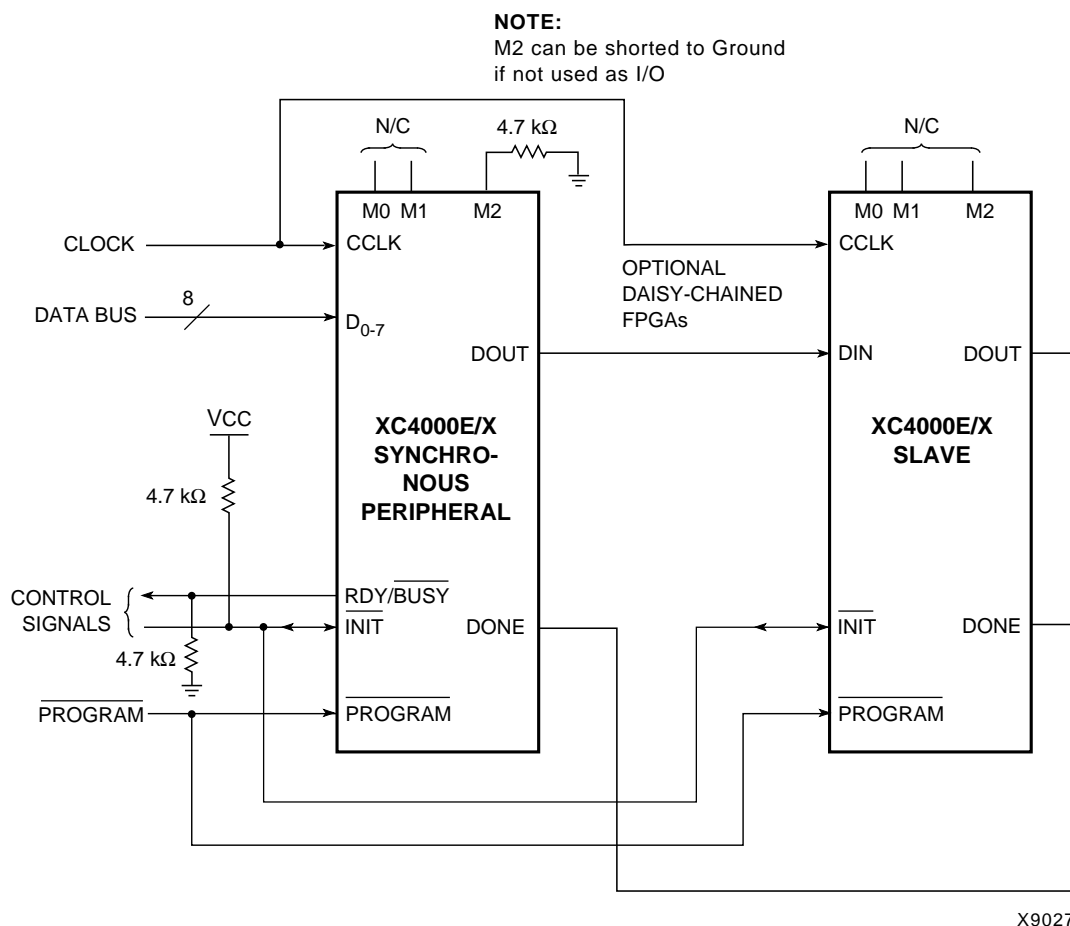 NOTE:
M2 can be shorted to Ground
if not used as I/O
N/C
4.7 kΩ
N/C
M0 M1 M2
M0 M1 M2
CLOCK
CCLK
CCLK
OPTIONAL
DAISY-CHAINED
FPGAs
8
DATA BUS
D0-7
DOUT
DIN
DOUT
VCC
4.7 kΩ
XC4000E/X
SYNCHRO-
NOUS
PERIPHERAL
XC4000E/X
SLAVE
CONTROL
SIGNALS
RDY/BUSY
INIT
DONE
INIT
DONE
4.7 kΩ
PROGRAM
PROGRAM
PROGRAM
X9027